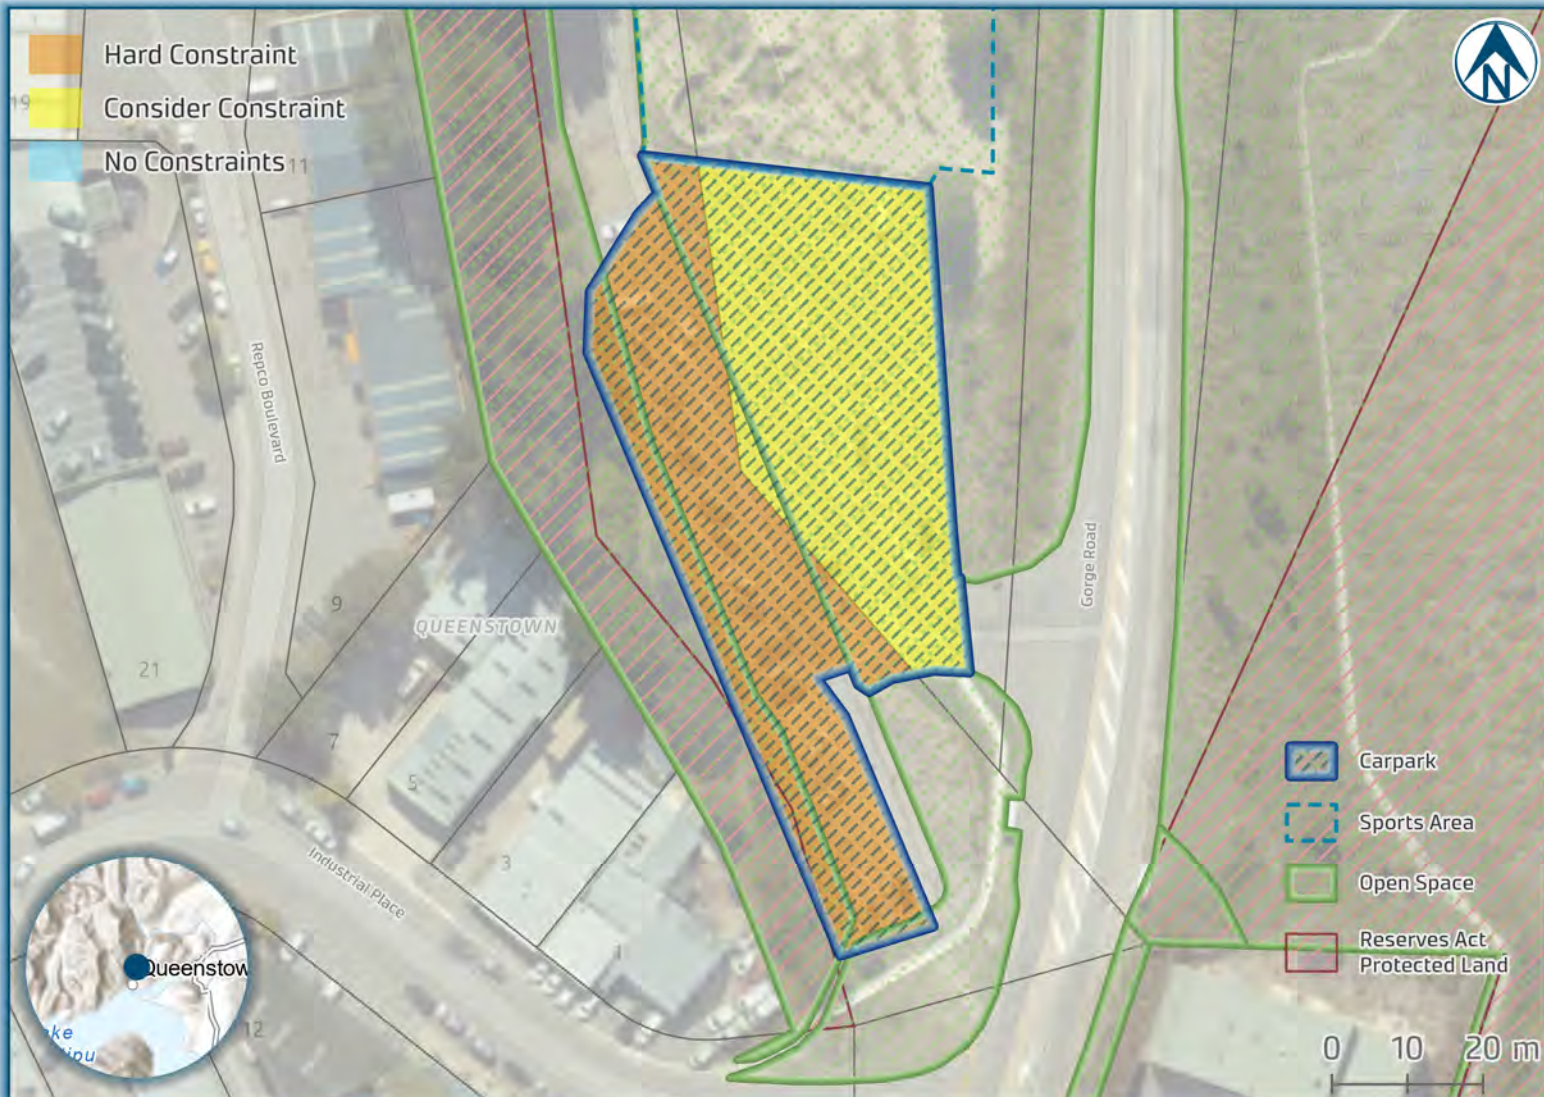 Hard Constraint
Consider Constraint
No Constraints
N
19
11
Repco Boulevard
9
QUEENSTOWN
21
7
5
3
1
12
Industrial Place
Gorge Road
Queenstow
Carpark
Sports Area
Open Space
Reserves Act
Protected Land
0 10 20 m